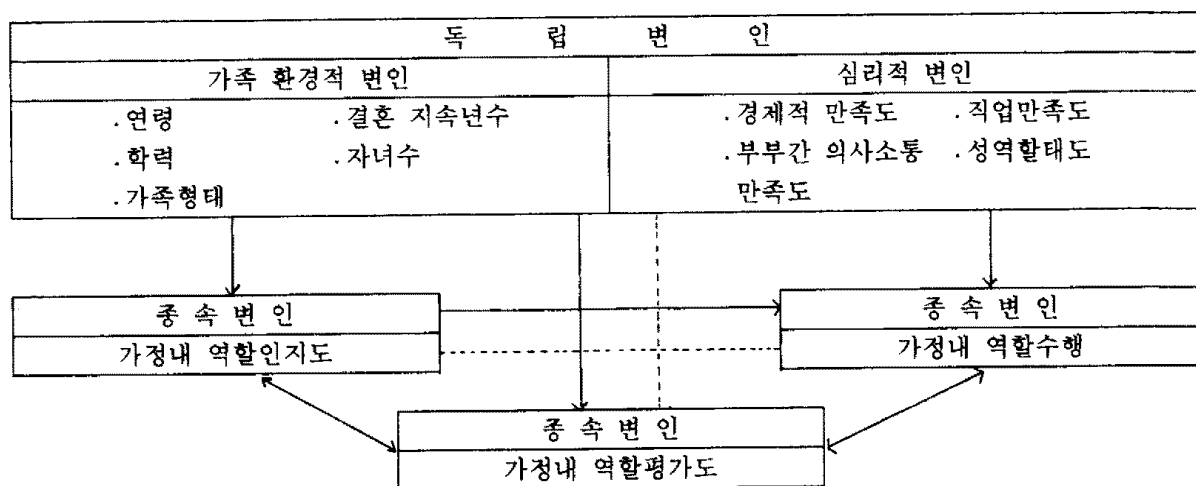 독 립 변 인
가족 환경적 변인
.연령 .결혼 지속년수
.학력 .자녀수
.가족형태
심리적 변인
.경제적 만족도 .직업만족도
.부부간 의사소통 .성역할태도
만족도
종 속 변 인
가정내 역할인지도
종 속 변 인
가정내 역할수행
종 속 변 인
가정내 역할평가도